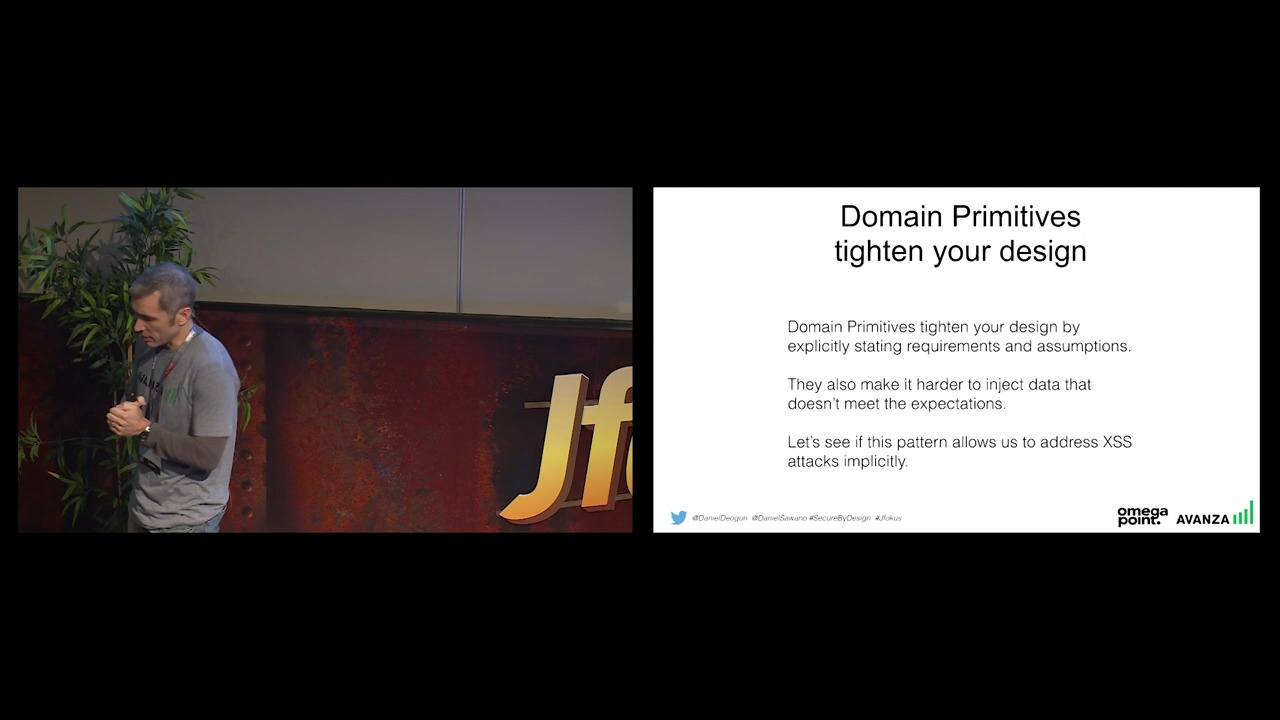 Jf
Domain Primitives
tighten your design
Domain Primitives tighten your design by
explicitly stating requirements and assumptions.
They also make it harder to inject data that
doesn't meet the expectations.
Let's see if this pattern allows us to address XSS
attacks implicitly.
@DanielDeogun @DanielSawano #SecureByDesign #Jfokus
omega
point.
AVANZA